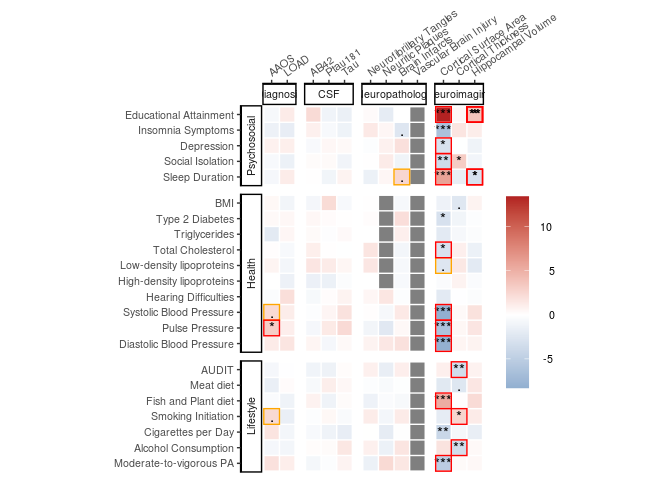 AAOS
LOAD
AB42
Ptau181
Tau
Neurofibrillary Tangles
Neuritic Plaques
Brain Infarcts
Vascular Brain Injury
Cortical Surface Area
Cortical Thickness
Hippocampal Volume
iagnos
CSF
europatholog
euroimagin
Psychosocial
Educational Attainment
***
***
Insomnia Symptoms
.
***
Depression
*
Social Isolation
**
*
Sleep Duration
.
***
*
Health
BMI
.
Type 2 Diabetes
*
Triglycerides
Total Cholesterol
*
Low-density lipoproteins
.
High-density lipoproteins
Hearing Difficulties
Systolic Blood Pressure
.
***
Pulse Pressure
*
***
Diastolic Blood Pressure
***
Lifestyle
AUDIT
**
Meat diet
.
Fish and Plant diet
***
Smoking Initiation
.
*
Cigarettes per Day
**
Alcohol Consumption
**
Moderate-to-vigorous PA
***
10
5
0
-5